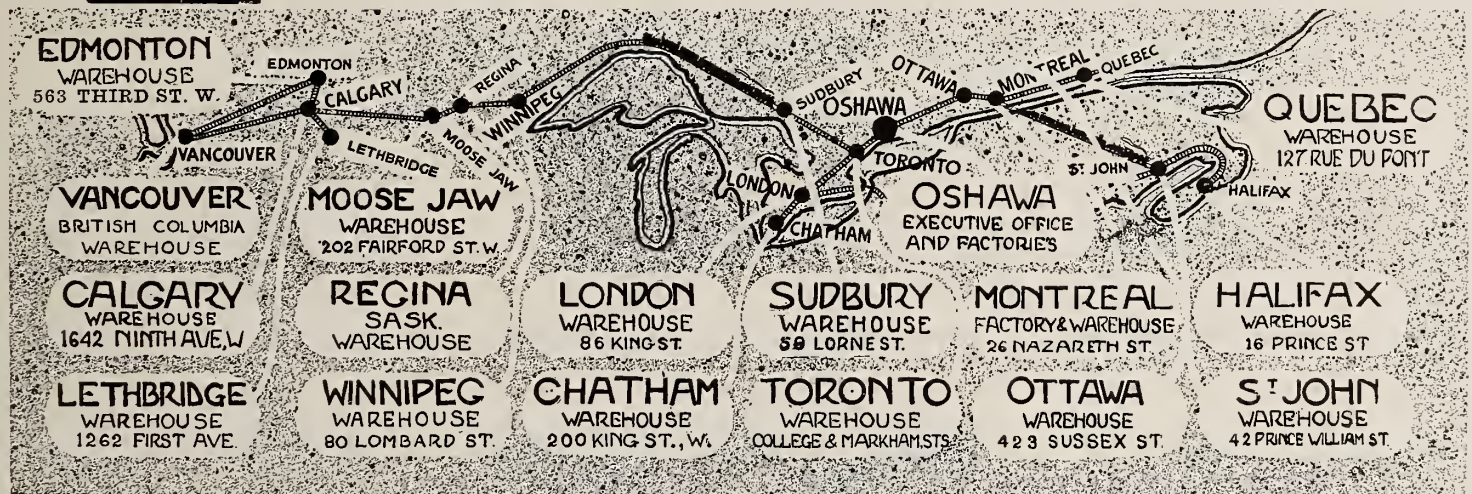 EDMONTON
WAREHOUSE
563 THIRD ST. W.
EDMONTON
CALGARY
VANCOUVER
LETHBRIDGE
MOOSE JAW
REGINA
WINNIPEG
SUDBURY
OSHAWA
OTTAWA
MONTREAL
QUEBEC
TORONTO
LONDON
CHATHAM
ST JOHN
HALIFAX
QUEBEC
WAREHOUSE
127 RUE DU PONT
VANCOUVER
BRITISH COLUMBIA
WAREHOUSE
MOOSE JAW
WAREHOUSE
202 FAIRFORD ST. W.
OSHAWA
EXECUTIVE OFFICE
AND FACTORIES
CALGARY
WAREHOUSE
1642 NINTH AVE, W
REGINA
SASK.
WAREHOUSE
LONDON
WAREHOUSE
86 KING ST.
SUDBURY
WAREHOUSE
59 LORNE ST.
MONTREAL
FACTORY & WAREHOUSE
26 NAZARETH ST.
HALIFAX
WAREHOUSE
16 PRINCE ST
LETHBRIDGE
WAREHOUSE
1262 FIRST AVE.
WINNIPEG
WAREHOUSE
80 LOMBARD ST.
CHATHAM
WAREHOUSE
200 KING ST., W.
TORONTO
WAREHOUSE
COLLEGE & MARKHAM, STS
OTTAWA
WAREHOUSE
423 SUSSEX ST.
ST JOHN
WAREHOUSE
42 PRINCE WILLIAM ST.